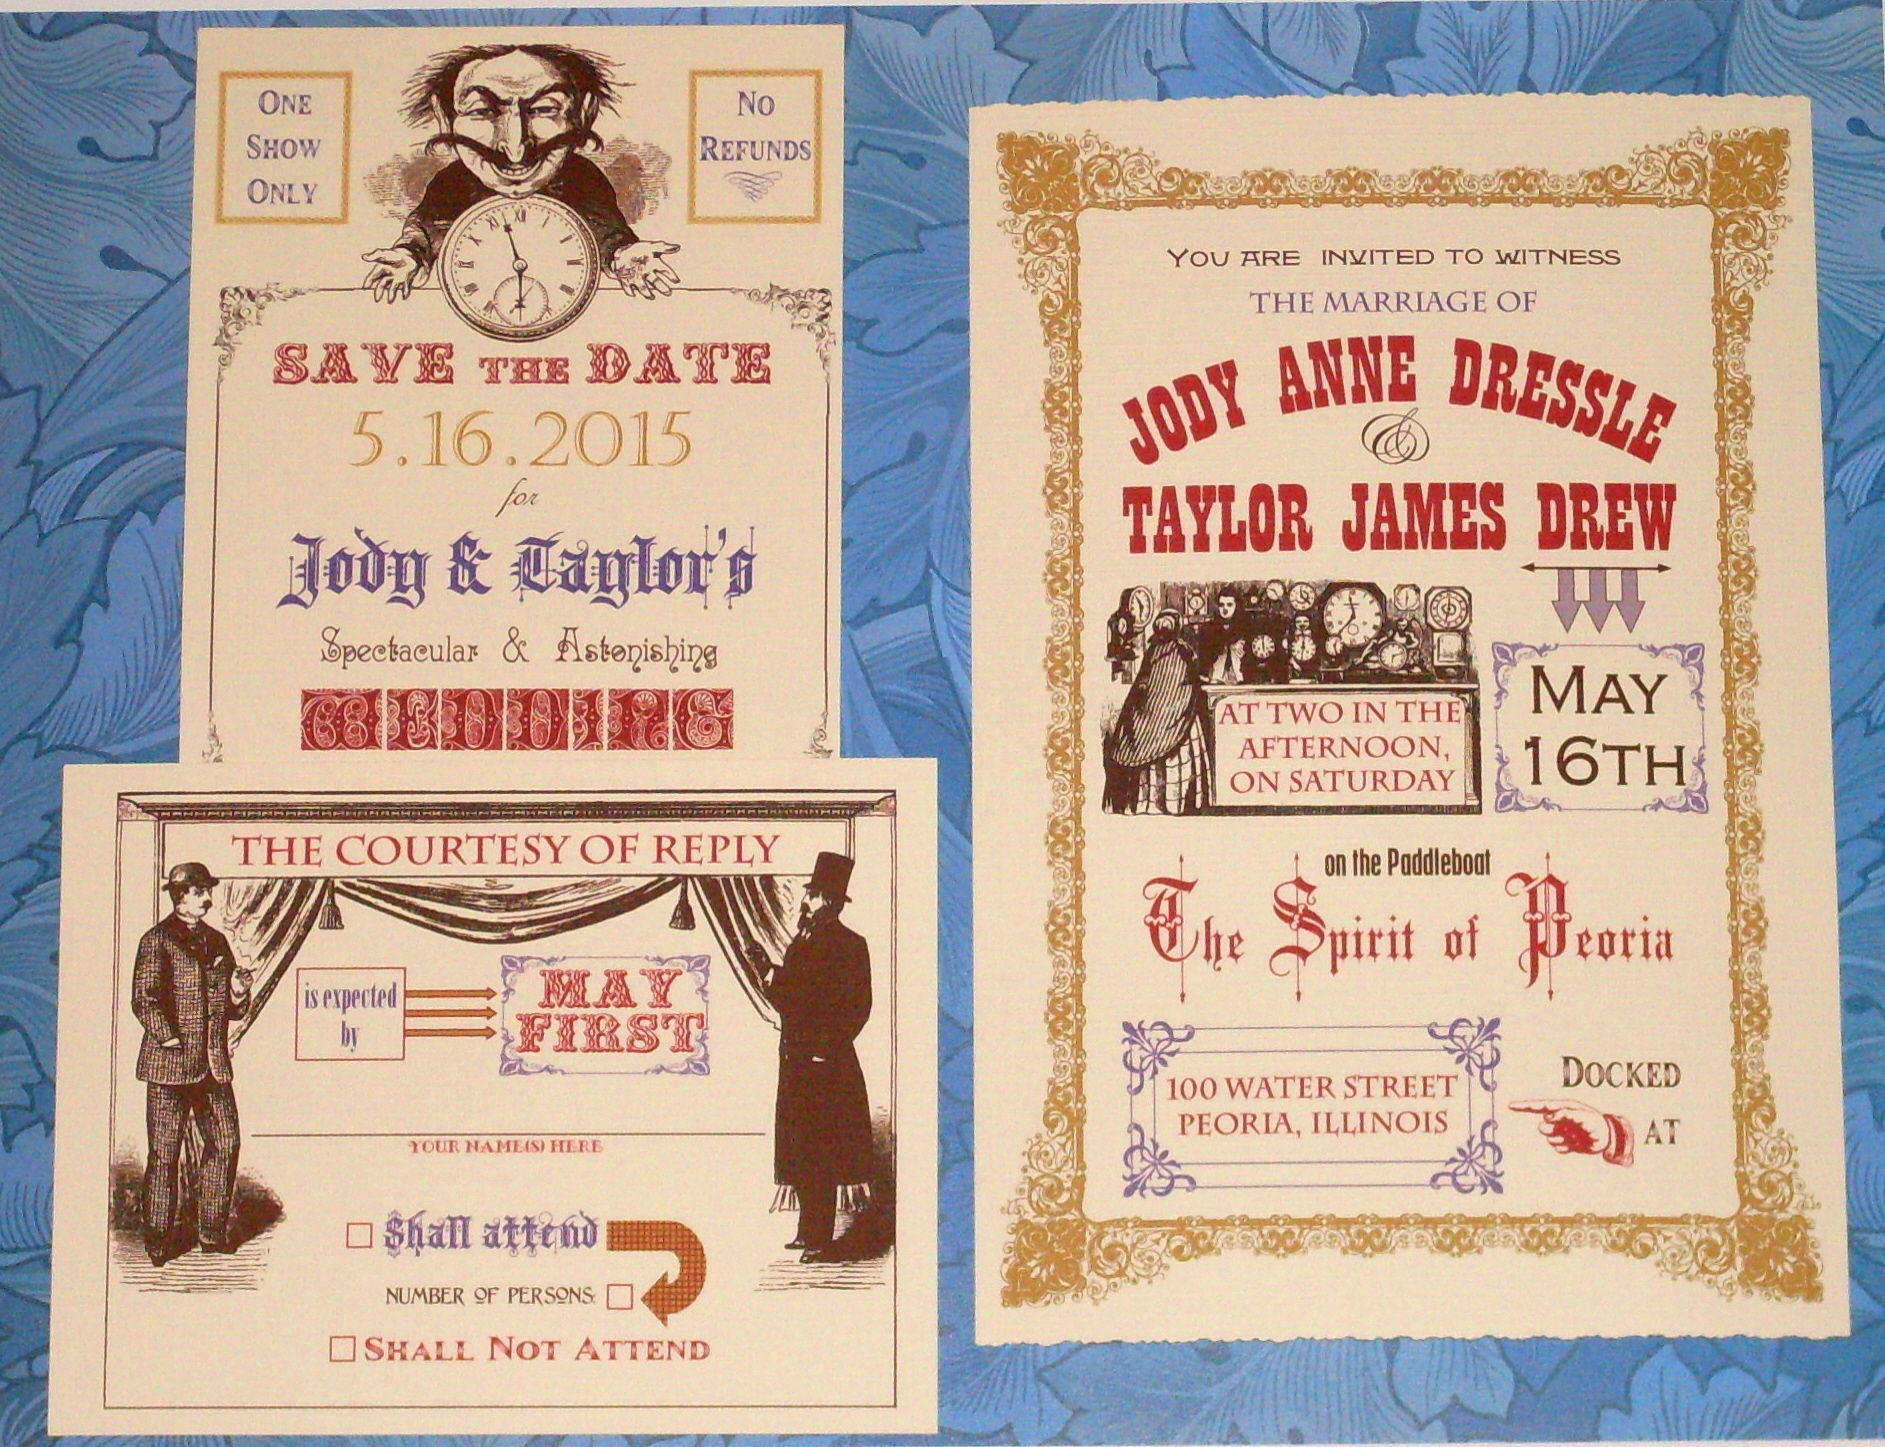 ONE
SHOW
ONLY
NO
REFUNDS
SAVE THE DATE
5.16.2015
for
Jody & Taylor's
Spectacular & Astonishing
WEDDING
THE COURTESY OF REPLY
is expected
by
MAY
FIRST
YOUR NAME(S) HERE
Shall attend
NUMBER OF PERSONS:
SHALL NOT ATTEND
YOU ARE INVITED TO WITNESS
THE MARRIAGE OF
JODY ANNE DRESSLE
&
TAYLOR JAMES DREW
AT TWO IN THE
AFTERNOON,
ON SATURDAY
MAY
16TH
on the Paddleboat
The Spirit of Peoria
100 WATER STREET
PEORIA, ILLINOIS
DOCKED
AT